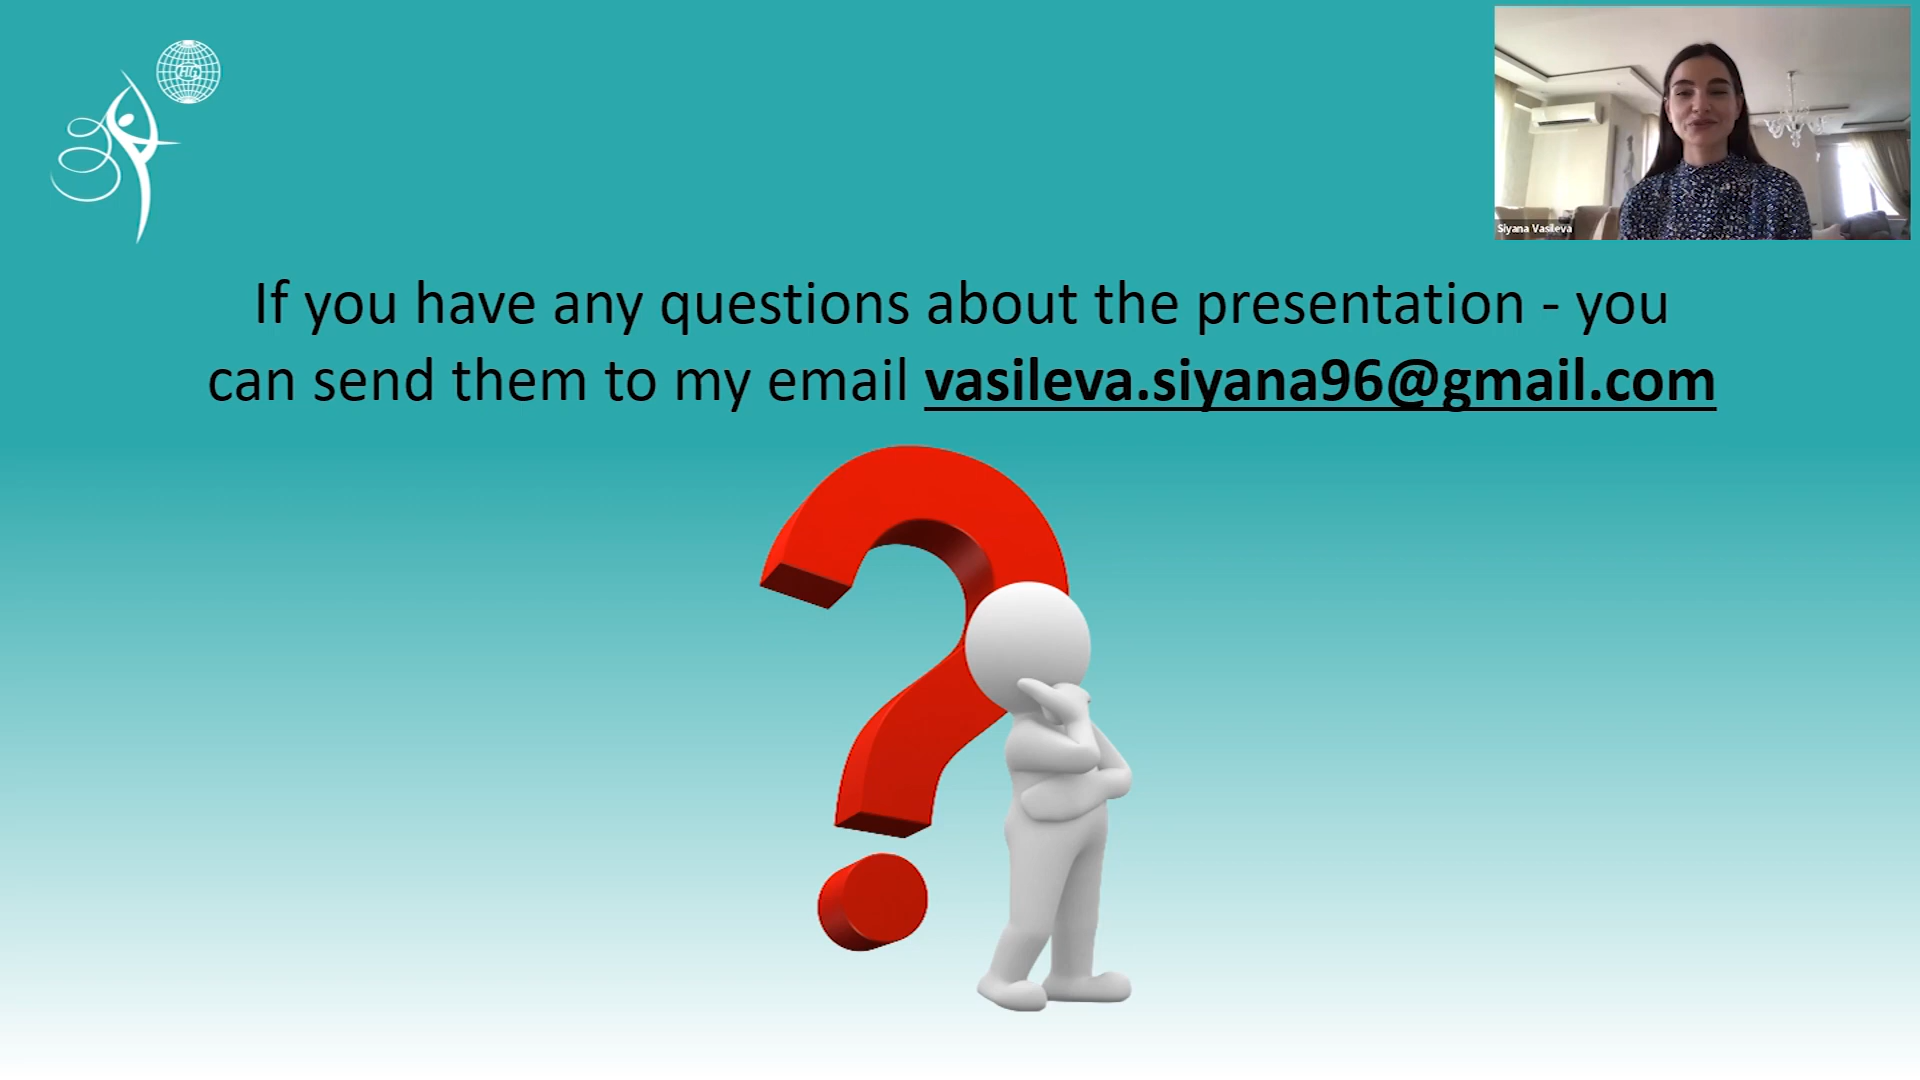 Siyana Vasileva
If you have any questions about the presentation - you
can send them to my email vasileva.siyana96@gmail.com